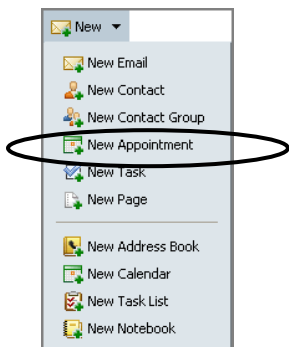 New
New Email
New Contact
New Contact Group
New Appointment
New Task
New Page
New Address Book
New Calendar
New Task List
New Notebook